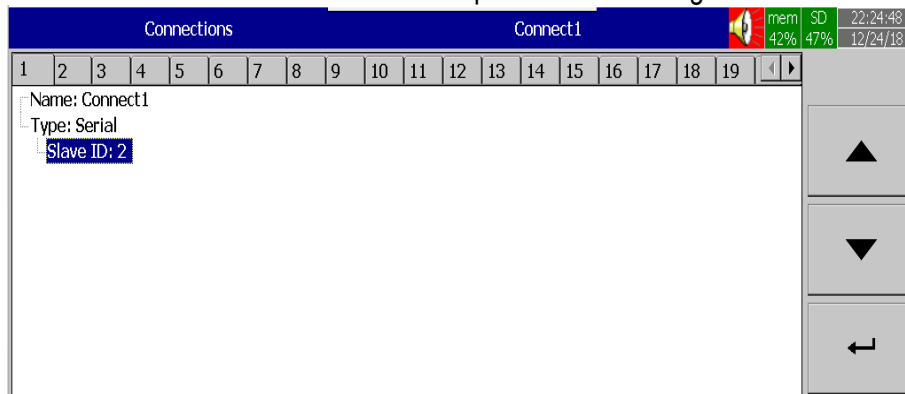 Connections Connect1 mem 42% SD 47% 22:24:48 12/24/18
1 2 3 4 5 6 7 8 9 10 11 12 13 14 15 16 17 18 19
Name: Connect1
Type: Serial
Slave ID: 2